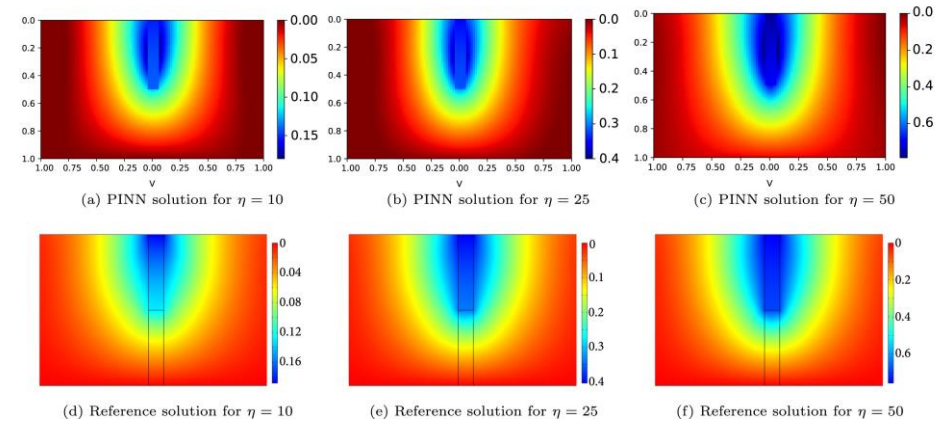 0.0 0.00 0.0 0.0 0.0 0.0
0.2 0.05 0.2 0.1 0.2 0.2
0.4 0.4 0.4
0.6 0.10 0.6 0.2 0.6 0.4
0.8 0.15 0.8 0.3 0.8 0.6
1.0 1.0 0.4 1.0
1.00 0.75 0.50 0.25 0.00 0.25 0.50 0.75 1.00 1.00 0.75 0.50 0.25 0.00 0.25 0.50 0.75 1.00 1.00 0.75 0.50 0.25 0.00 0.25 0.50 0.75 1.00
v v v
(a) PINN solution for η = 10 (b) PINN solution for η = 25 (c) PINN solution for η = 50
0 0 0
0.04 0.1 0.2
0.08 0.2
0.12 0.3 0.4
0.16 0.4 0.6
(d) Reference solution for η = 10 (e) Reference solution for η = 25 (f) Reference solution for η = 50